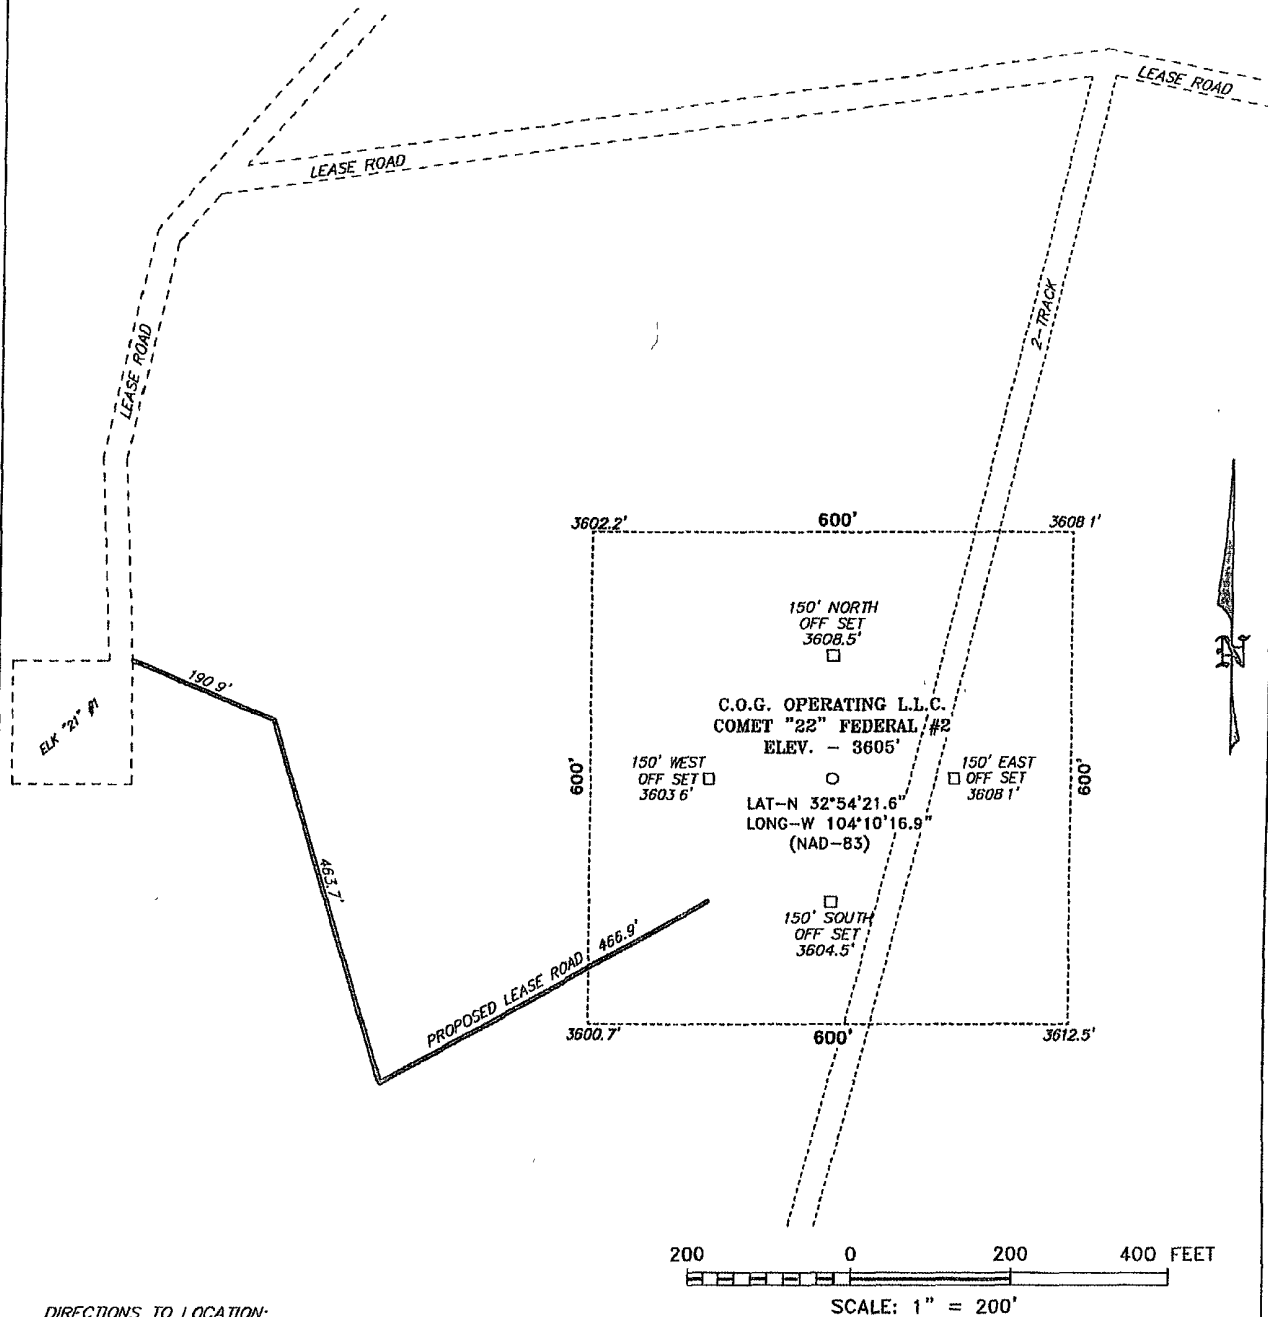 LEASE ROAD
LEASE ROAD
LEASE ROAD
2-TRACK
3602.2'
600'
3608 1'
150' NORTH
OFF SET
3608.5'
190 9'
ELK "21" #1
C.O.G. OPERATING L.L.C.
COMET "22" FEDERAL #2
ELEV. - 3605'
600'
150' WEST
OFF SET
3603 6'
150' EAST
OFF SET
3608 1'
600'
LAT-N 32°54'21.6"
LONG-W 104°10'16.9"
(NAD-83)
463.7'
150' SOUTH
OFF SET
3604.5'
PROPOSED LEASE ROAD 466.9'
3600.7'
600'
3612.5'
200 0 200 400 FEET
SCALE: 1" = 200'
DIRECTIONS TO LOCATION: